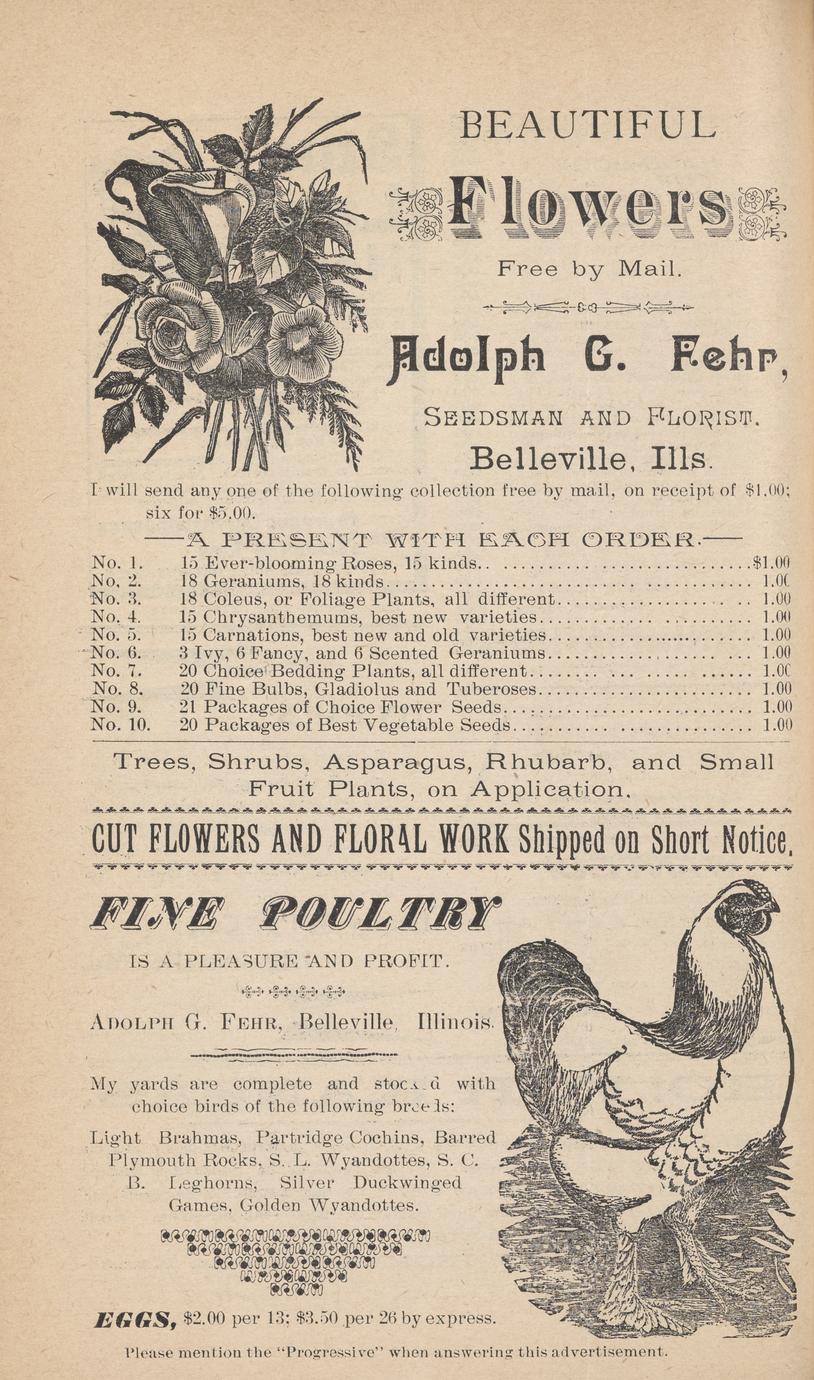 BEAUTIFUL
Flowers
Free by Mail.
Adolph G. Fehr,
SEEDSMAN AND FLORIST.
Belleville, Ills.
I will send any one of the following collection free by mail, on receipt of $1.00;
six for $5.00.
A PRESENT WITH EACH ORDER.
No. 1. 15 Ever-blooming Roses, 15 kinds.. .......................................$1.00
No, 2. 18 Geraniums, 18 kinds....................................................... 1.00
No. 3. 18 Coleus, or Foliage Plants, all different............................. 1.00
No. 4. 15 Chrysanthemums, best new varieties............................. 1.00
No. 5. 15 Carnations, best new and old varieties............................. 1.00
No. 6. 3 Ivy, 6 Fancy, and 6 Scented Geraniums............................. 1.00
No. 7. 20 Choice Bedding Plants, all different............................. 1.00
No. 8. 20 Fine Bulbs, Gladiolus and Tuberoses............................. 1.00
No. 9. 21 Packages of Choice Flower Seeds............................. 1.00
No. 10. 20 Packages of Best Vegetable Seeds............................. 1.00
Trees, Shrubs, Asparagus, Rhubarb, and Small
Fruit Plants, on Application.
CUT FLOWERS AND FLORAL WORK Shipped on Short Notice.
FINE POULTRY
IS A PLEASURE AND PROFIT.
ADOLPH G. FEHR, Belleville, Illinois.
My yards are complete and stocked with
choice birds of the following breeds:
Light Brahmas, Partridge Cochins, Barred
Plymouth Rocks, S. L. Wyandottes, S. C.
B. Leghorns, Silver Duckwinged
Games, Golden Wyandottes.
EGGS, $2.00 per 13; $3.50 per 26 by express.
Please mention the "Progressive" when answering this advertisement.